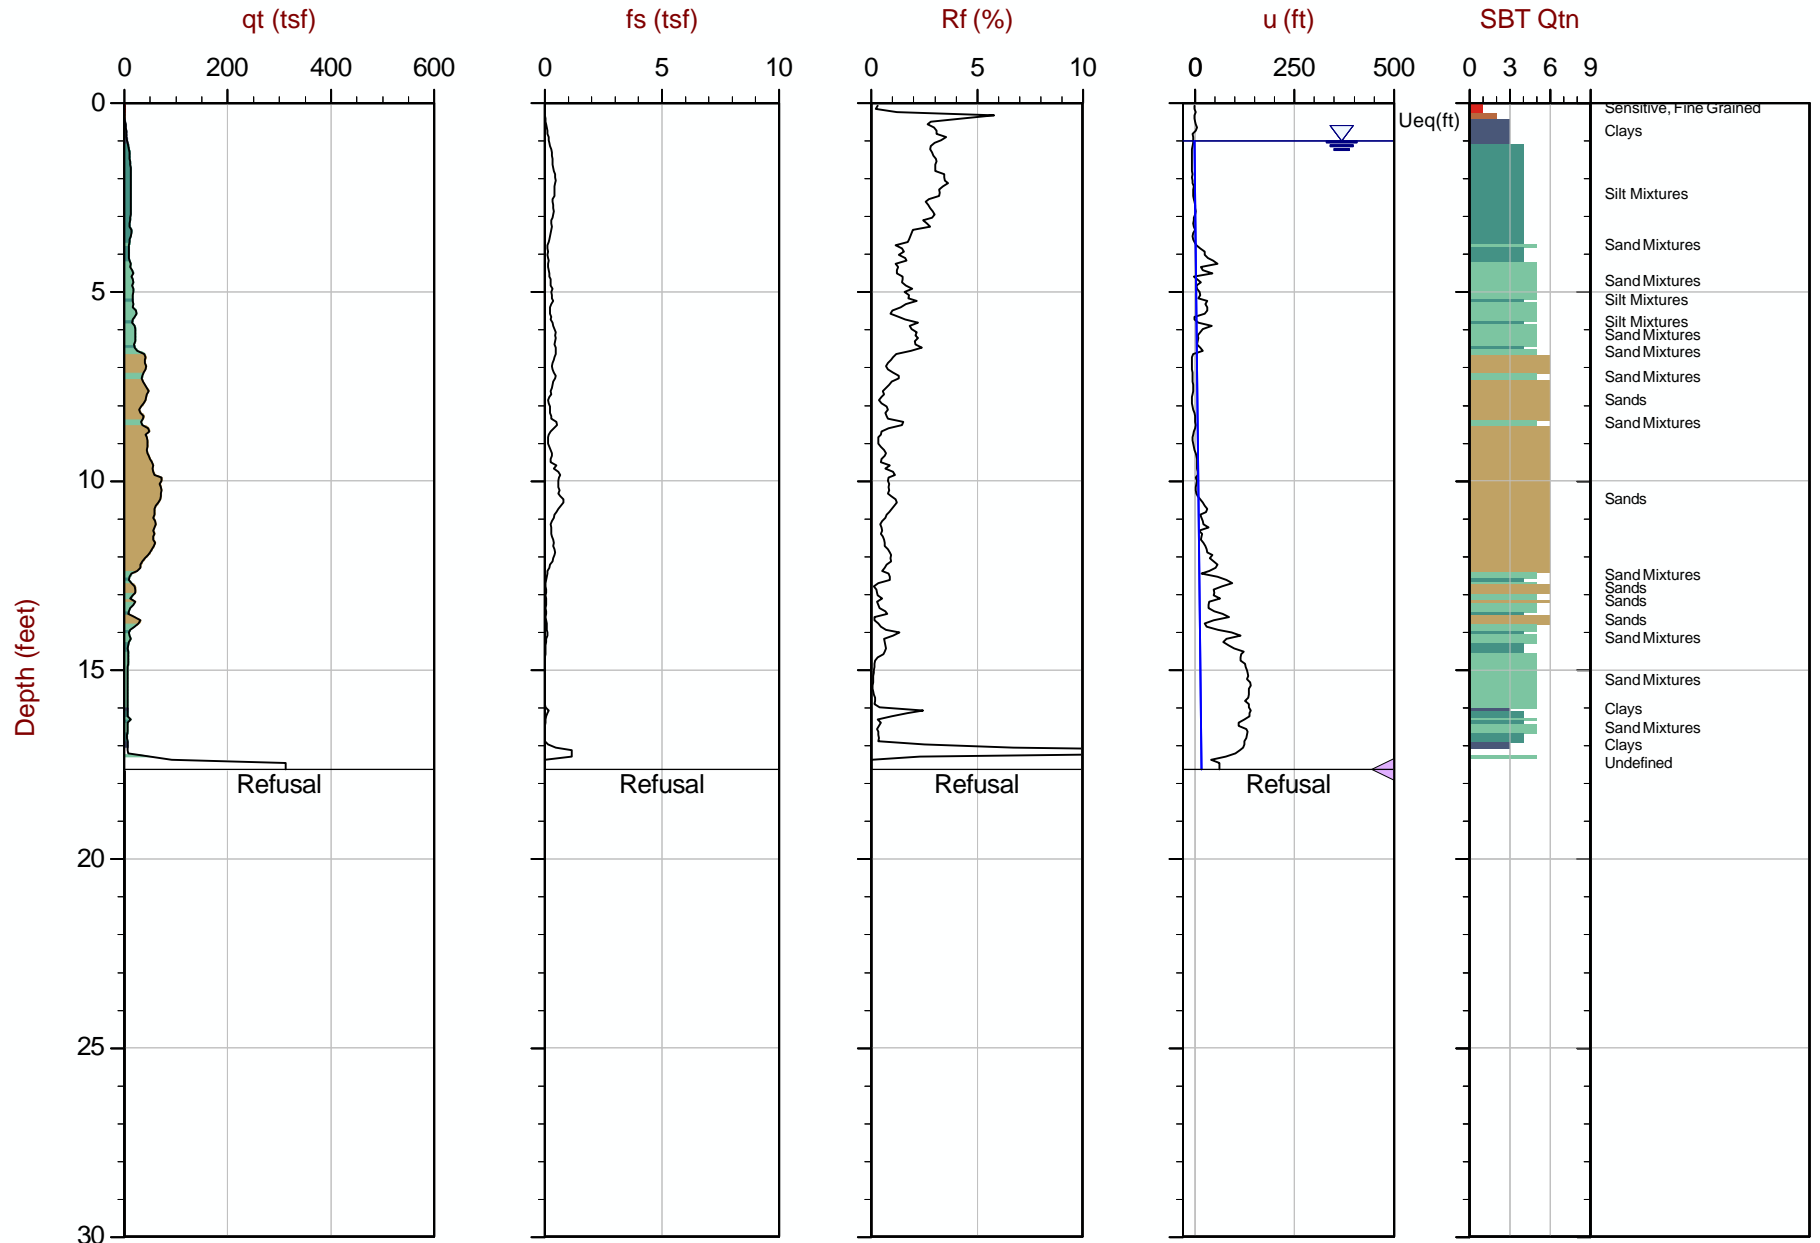 qt (tsf) fs (tsf) Rf (%) u (ft) SBT Qtn
0 200 400 600 0 5 10 0 5 10 0 250 500 0 3 6 9
0
Sensitive, Fine Grained
Ueq(ft)
Clays
Silt Mixtures
Sand Mixtures
Sand Mixtures
5
Silt Mixtures
Silt Mixtures
Sand Mixtures
Sand Mixtures
Sand Mixtures
Sands
Sand Mixtures
10
Sands
Sand Mixtures
Sands
Sands
Sands
Sand Mixtures
15
Depth (feet)
Sand Mixtures
Clays
Sand Mixtures
Clays
Undefined
Refusal Refusal Refusal Refusal
20
25
30